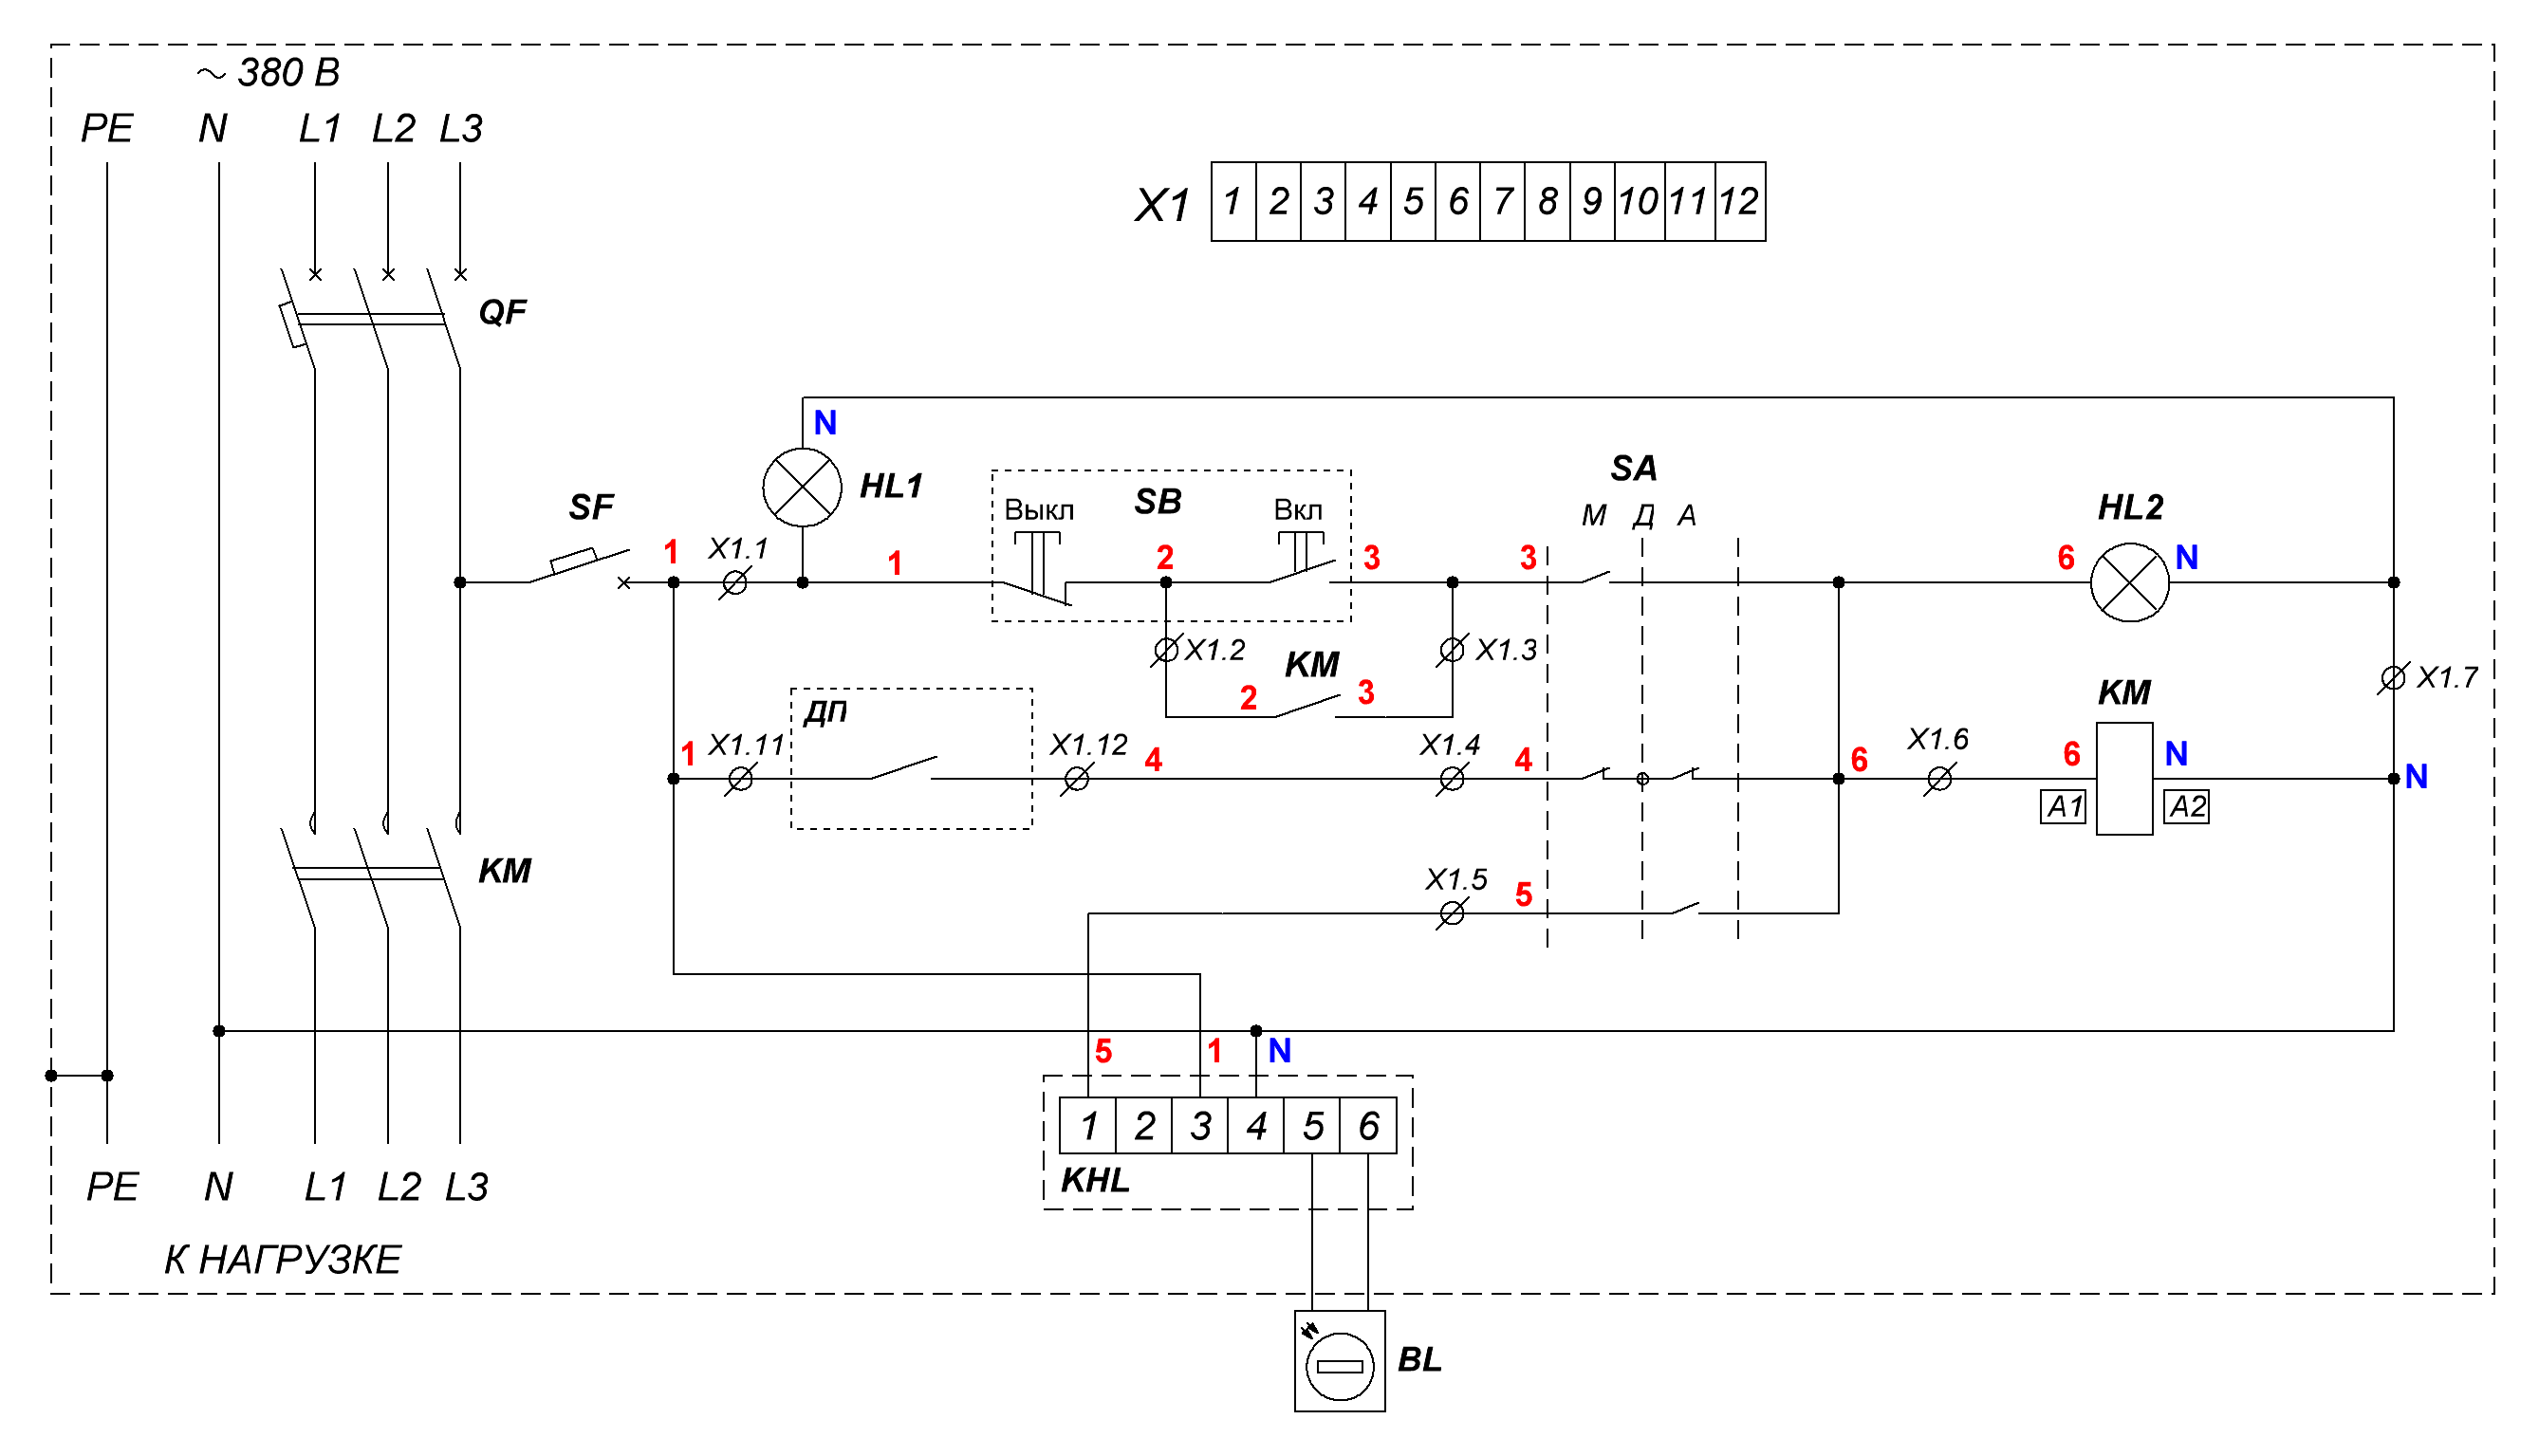 ~ 380 В
PE N L1 L2 L3
X1 1 2 3 4 5 6 7 8 9 10 11 12
QF
N
SA
HL1
SB
HL2
SF
Выкл
Вкл
М Д А
1
X1.1
1
2
3
3
6
N
X1.2
KM
X1.3
X1.7
2
3
KM
ДП
1
X1.11
X1.12
4
X1.4
4
6
X1.6
6
N
N
A1
A2
KM
X1.5
5
5
1
N
1 2 3 4 5 6
KHL
PE N L1 L2 L3
К НАГРУЗКЕ
BL